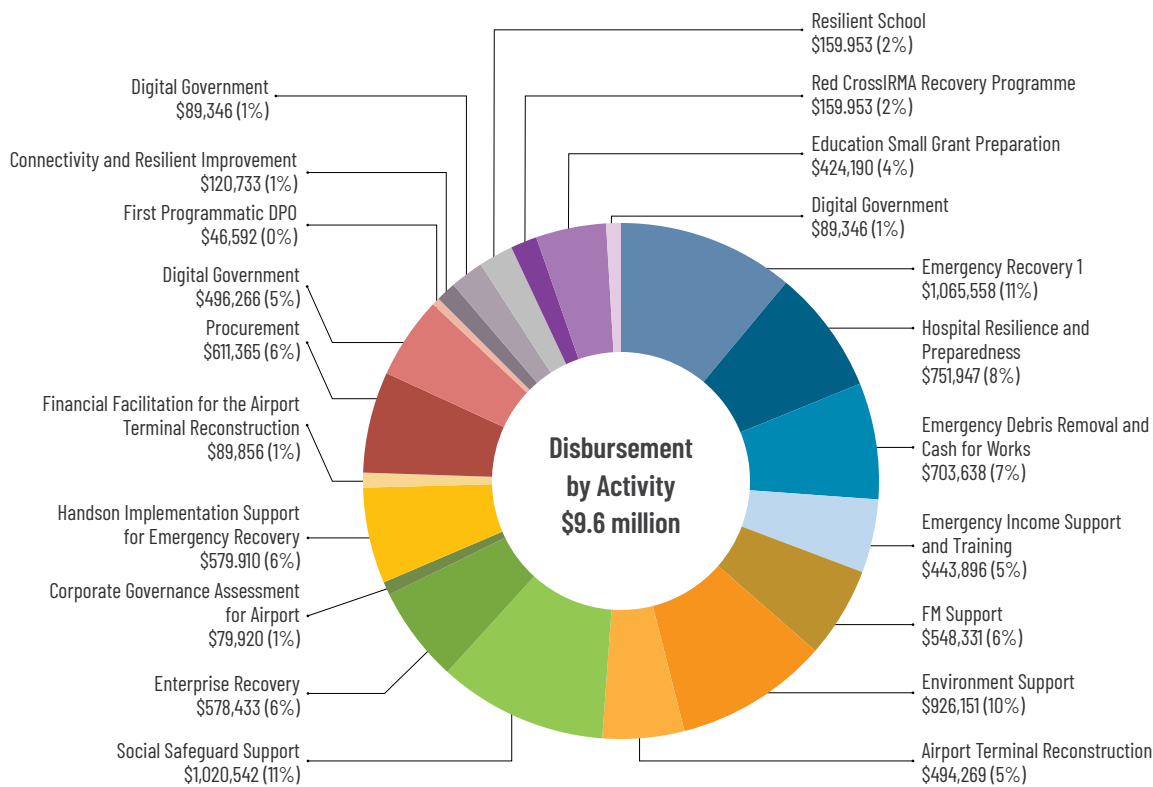 Resilient School
$159.953 (2%)
Digital Government
$89,346 (1%)
Red CrossIRMA Recovery Programme
$159.953 (2%)
Education Small Grant Preparation
$424,190 (4%)
Connectivity and Resilient Improvement
$120,733 (1%)
First Programmatic DPO
$46,592 (0%)
Digital Government
$89,346 (1%)
Digital Government
$496,266 (5%)
Emergency Recovery 1
$1,065,558 (11%)
Procurement
$611,365 (6%)
Hospital Resilience and
Preparedness
$751,947 (8%)
Financial Facilitation for the Airport
Terminal Reconstruction
$89,856 (1%)
Emergency Debris Removal and
Cash for Works
$703,638 (7%)
Disbursement
by Activity
$9.6 million
Handson Implementation Support
for Emergency Recovery
$579.910 (6%)
Emergency Income Support
and Training
$443,896 (5%)
Corporate Governance Assessment
for Airport
$79,920 (1%)
FM Support
$548,331 (6%)
Enterprise Recovery
$578,433 (6%)
Environment Support
$926,151 (10%)
Social Safeguard Support
$1,020,542 (11%)
Airport Terminal Reconstruction
$494,269 (5%)